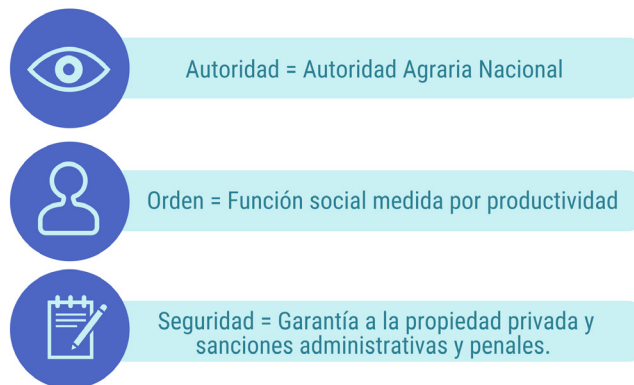 Autoridad = Autoridad Agraria Nacional
Orden = Función social medida por productividad
Seguridad = Garantía a la propiedad privada y
sanciones administrativas y penales.